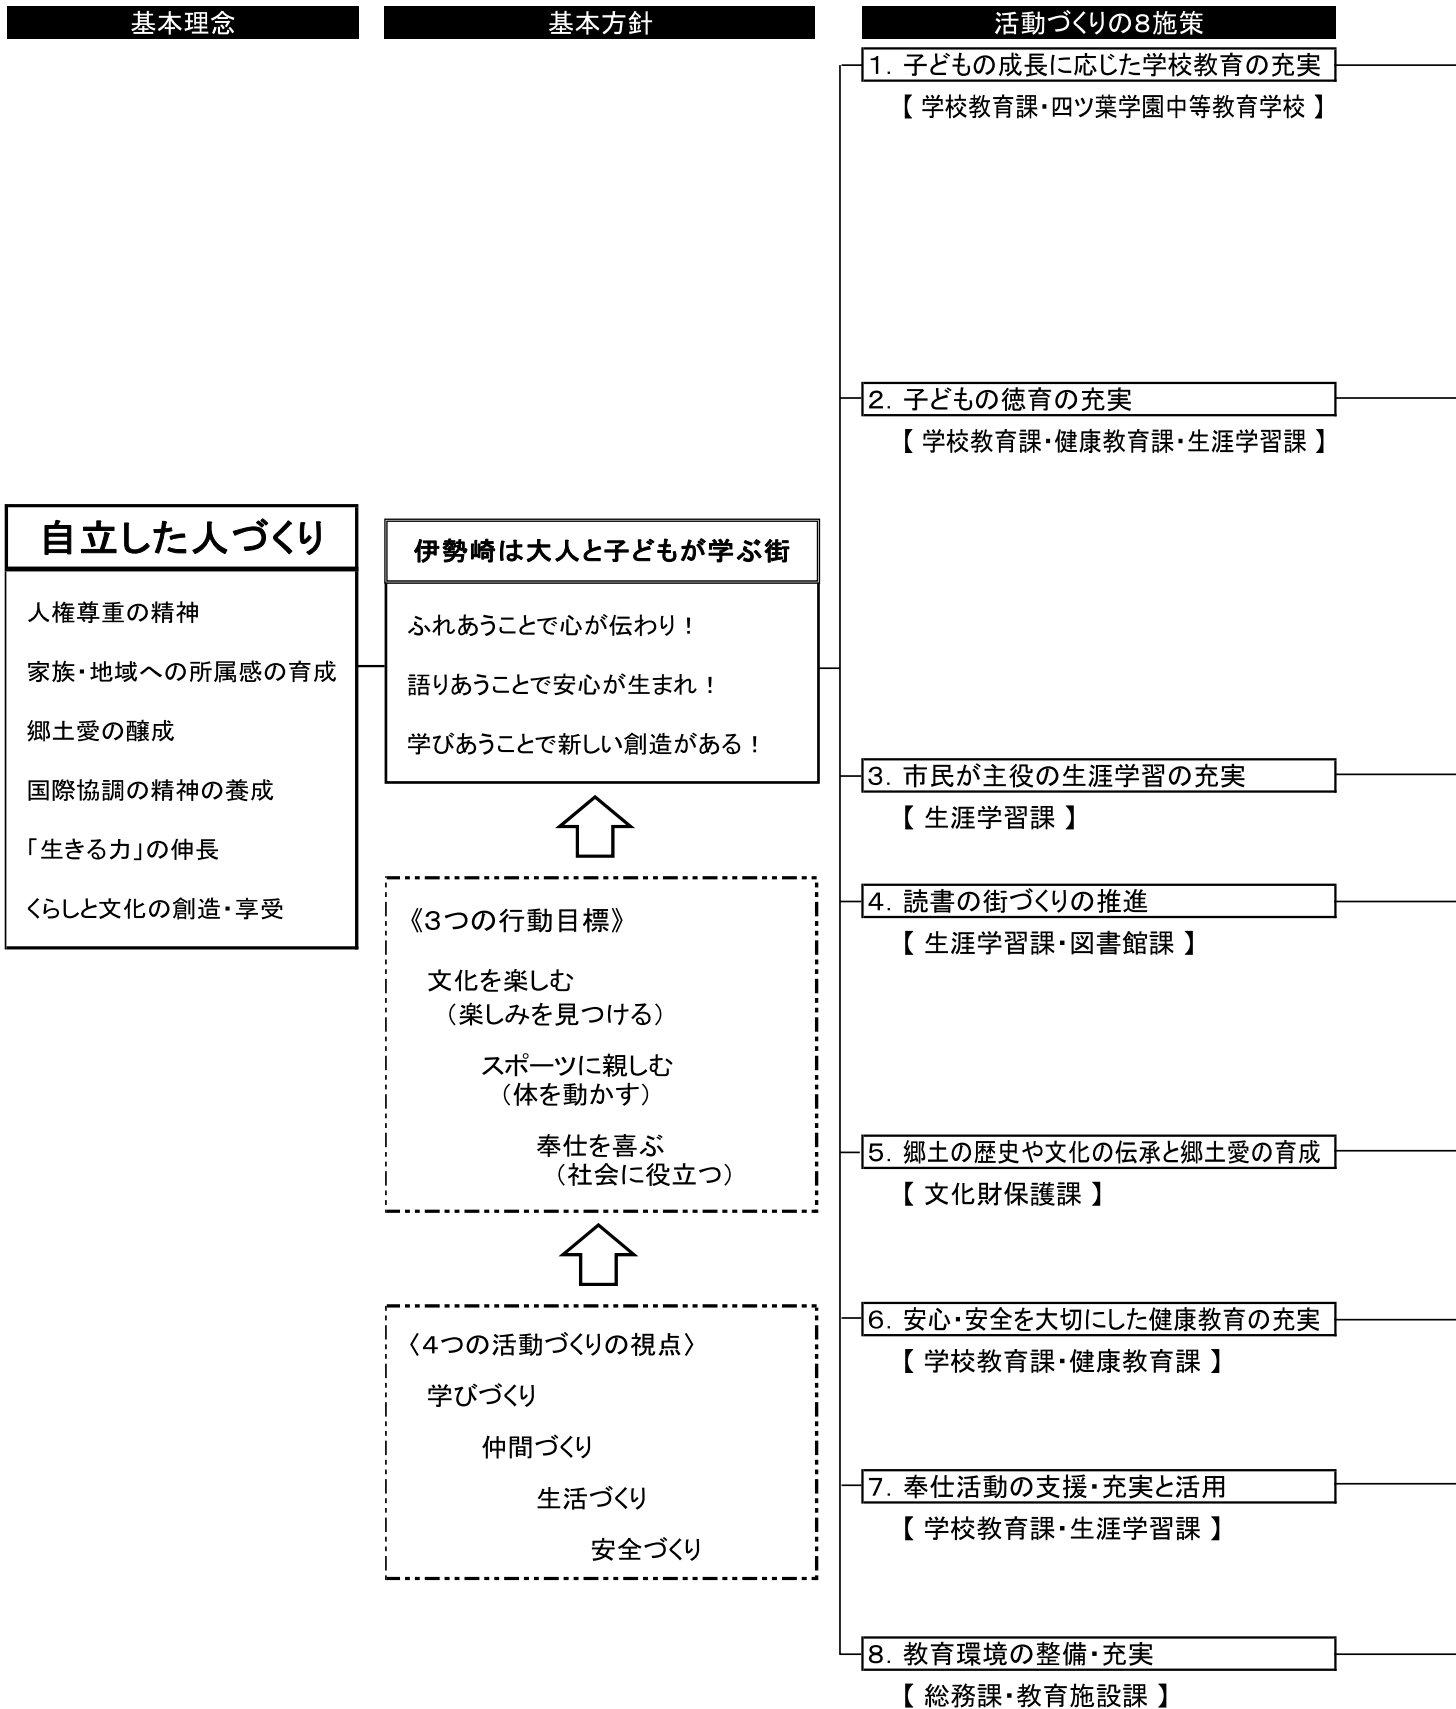 基本理念
自立した人づくり
人権尊重の精神
家族・地域への所属感の育成
郷土愛の醸成
国際協調の精神の養成
「生きる力」の伸長
くらしと文化の創造・享受
基本方針
伊勢崎は大人と子どもが学ぶ街
ふれあうことで心が伝わり！
語りあうことで安心が生まれ！
学びあうことで新しい創造がある！
《３つの行動目標》
文化を楽しむ
（楽しみを見つける）
スポーツに親しむ
（体を動かす）
奉仕を喜ぶ
（社会に役立つ）
〈４つの活動づくりの視点〉
学びづくり
仲間づくり
生活づくり
安全づくり
活動づくりの８施策
１．子どもの成長に応じた学校教育の充実
【 学校教育課・四ツ葉学園中等教育学校 】
２．子どもの徳育の充実
【 学校教育課・健康教育課・生涯学習課 】
３．市民が主役の生涯学習の充実
【 生涯学習課 】
４．読書の街づくりの推進
【 生涯学習課・図書館課 】
５．郷土の歴史や文化の伝承と郷土愛の育成
【 文化財保護課 】
６．安心・安全を大切にした健康教育の充実
【 学校教育課・健康教育課 】
７．奉仕活動の支援・充実と活用
【 学校教育課・生涯学習課 】
８．教育環境の整備・充実
【 総務課・教育施設課 】